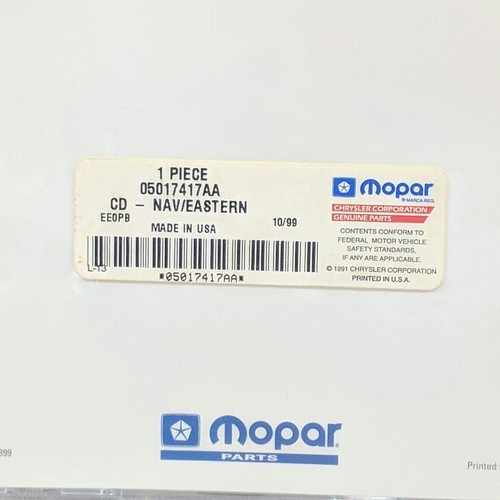 1 PIECE
05017417AA
CD - NAV/EASTERN
EE0PB
10/99
MADE IN USA
L-13
*05017417AA*
Mopar
® MARCA REG.
CHRYSLER CORPORATION
GENUINE PARTS
CONTENTS CONFORM TO
FEDERAL MOTOR VEHICLE
SAFETY STANDARDS,
IF ANY ARE APPLICABLE.
© 1991 CHRYSLER CORPORATION
PRINTED IN U.S.A.
Mopar®
PARTS
899
Printed